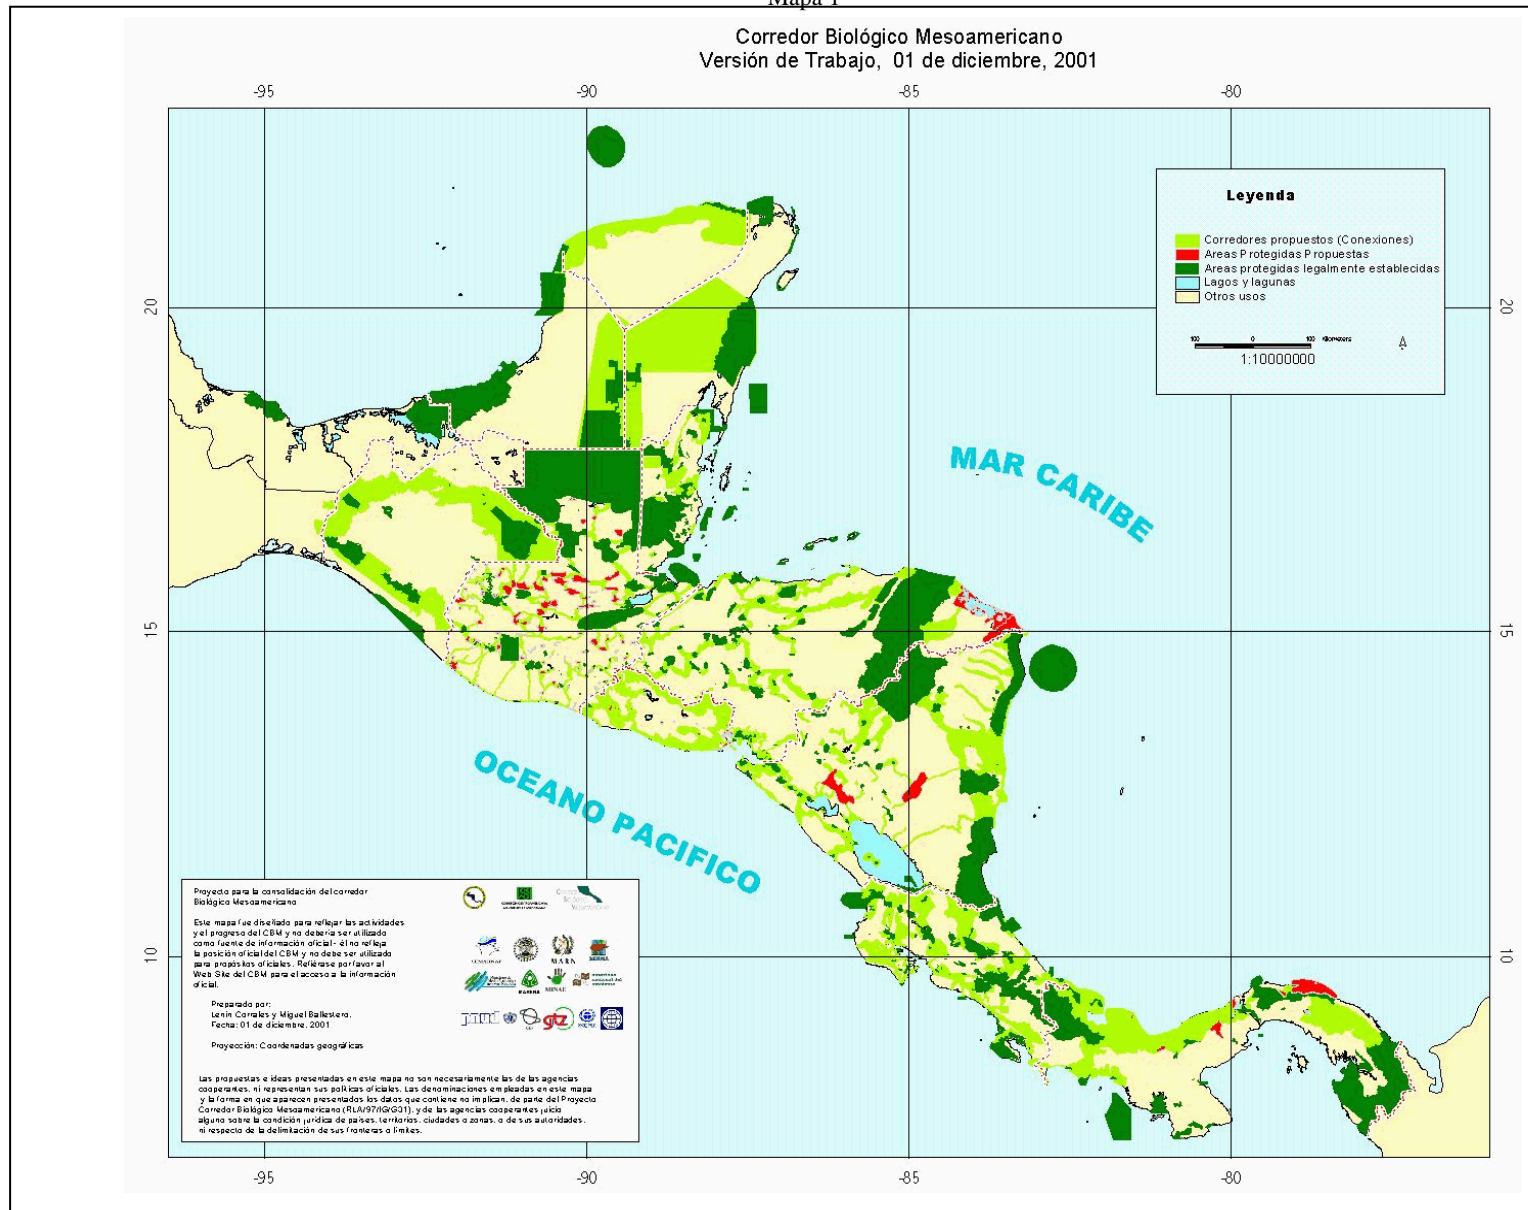 Mapa 1
Corredor Biológico Mesoamericano
Versión de Trabajo, 01 de diciembre, 2001
-95
-90
-85
-80
Leyenda
Corredores propuestos (Conexiones)
Areas Protegidas Propuestas
Areas protegidas legalmente establecidas
Lagos y lagunas
Otros usos
100 0 100 Kilometers
1:10000000
20
20
MAR CARIBE
15
15
OCEANO PACIFICO
10
10
Proyecto para la consolidación del corredor
Biológico Mesoamericano
Este mapa fue diseñado para reflejar las actividades
y el progreso del CBM y no debería ser utilizado
como fuente de información oficial - él no refleja
la posición oficial del CBM y no debe ser utilizado
para propósitos oficiales. Refiérase por favor al
Web Site del CBM para el acceso a la información
oficial.
Preparado por:
Lenin Corrales y Miguel Ballestero.
Fecha: 01 de diciembre, 2001
Proyección: Coordenadas geográficas
MARN
MARENA
MINAE
pnud
gtz
Las propuestas e ideas presentadas en este mapa no son necesariamente las de las agencias
cooperantes, ni representan sus políticas oficiales. Las denominaciones empleadas en este mapa
y la forma en que aparecen presentados los datos que contiene no implican, de parte del Proyecto
Corredor Biológico Mesoamericano (RLA/97/IG/G31), y de las agencias cooperantes juicio
alguno sobre la condición jurídica de países, territorios, ciudades o zonas, o de sus autoridades,
ni respecto de la delimitación de sus fronteras o límites.
-95
-90
-85
-80